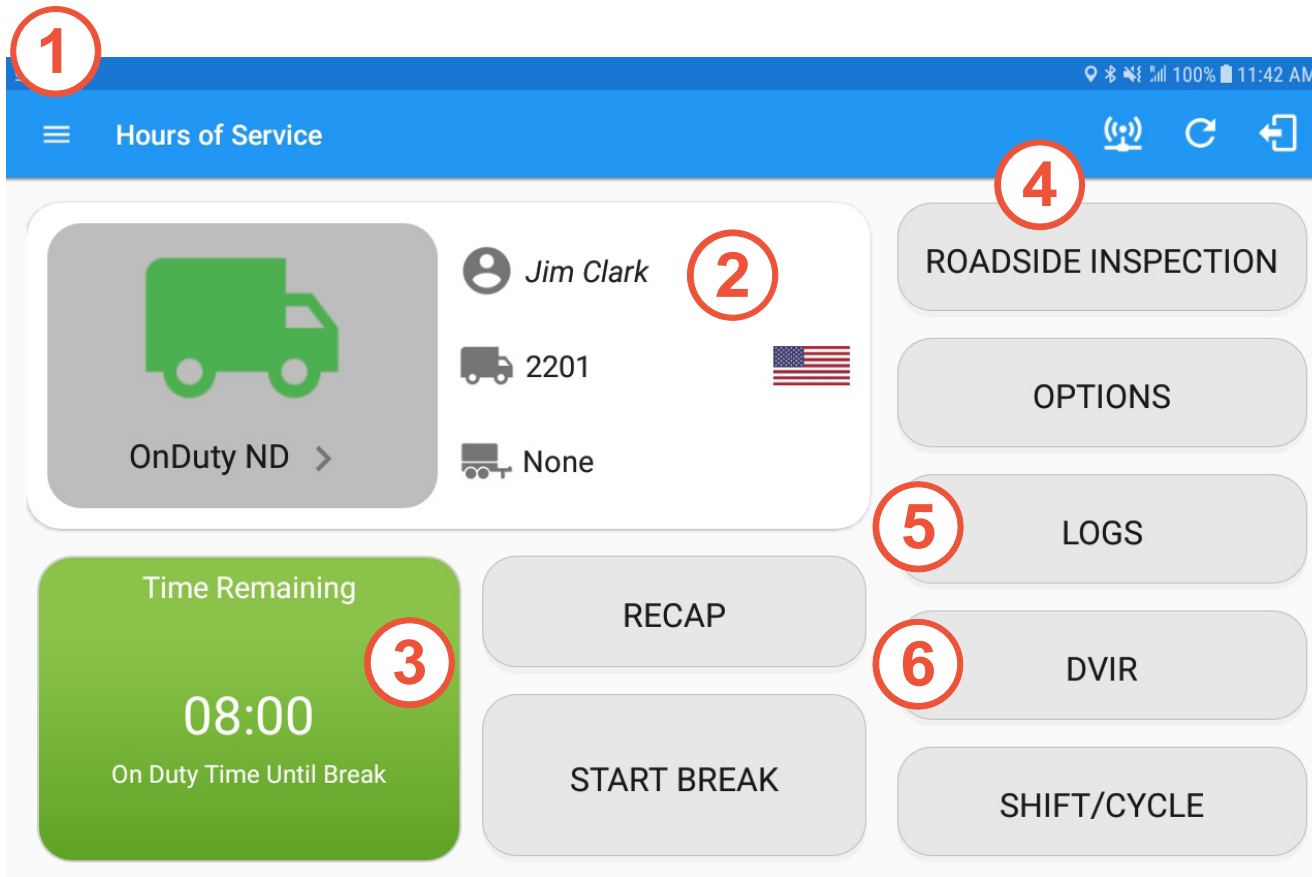 1
100% 11:42 AM
Hours of Service
4
Jim Clark
2
ROADSIDE INSPECTION
2201
OPTIONS
OnDuty ND >
None
5
LOGS
Time Remaining
3
RECAP
6
DVIR
08:00
On Duty Time Until Break
START BREAK
SHIFT/CYCLE